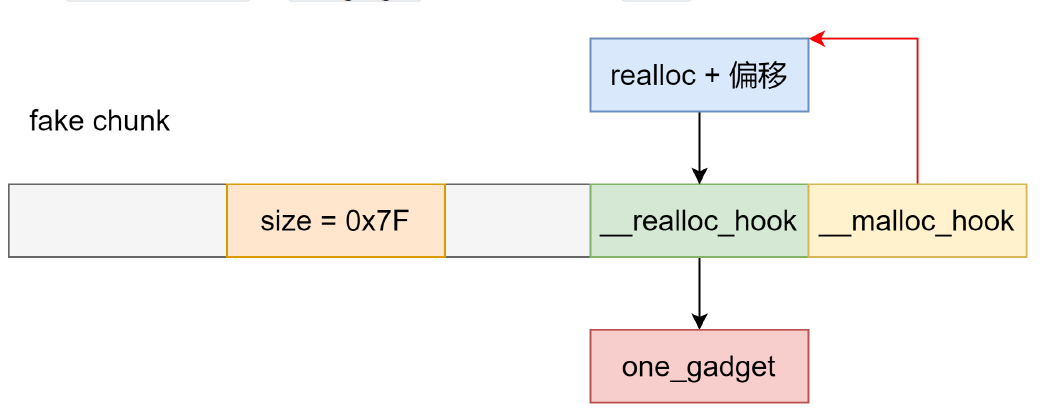 realloc + 偏移
fake chunk
size = 0x7F
__realloc_hook
__malloc_hook
one_gadget